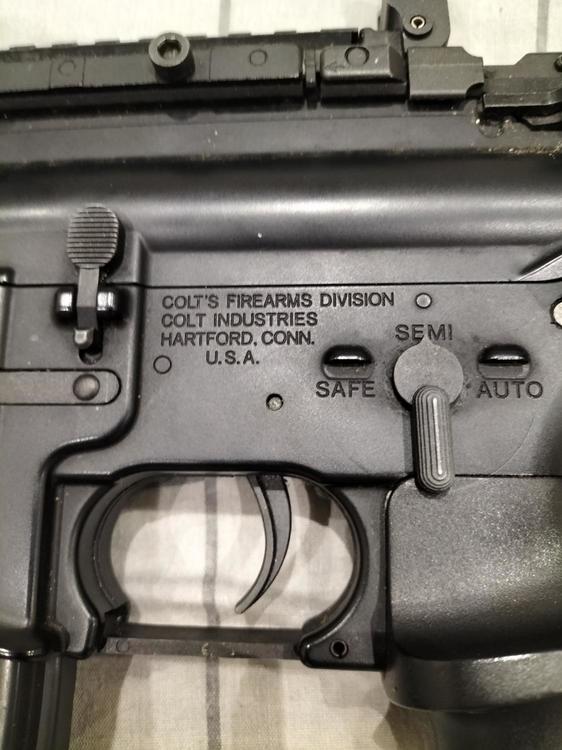 COLT'S FIREARMS DIVISION
COLT INDUSTRIES
HARTFORD, CONN.
U.S.A.
SEMI
SAFE
AUTO